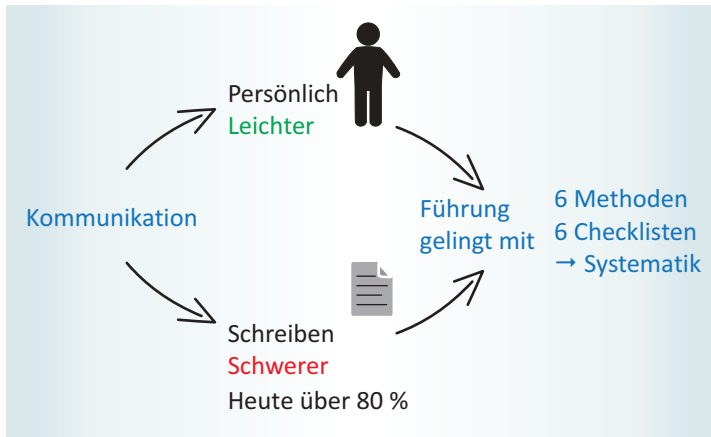 Persönlich
Leichter
Kommunikation
Schreiben
Schwerer
Heute über 80 %
Führung
gelingt mit
6 Methoden
6 Checklisten
→ Systematik